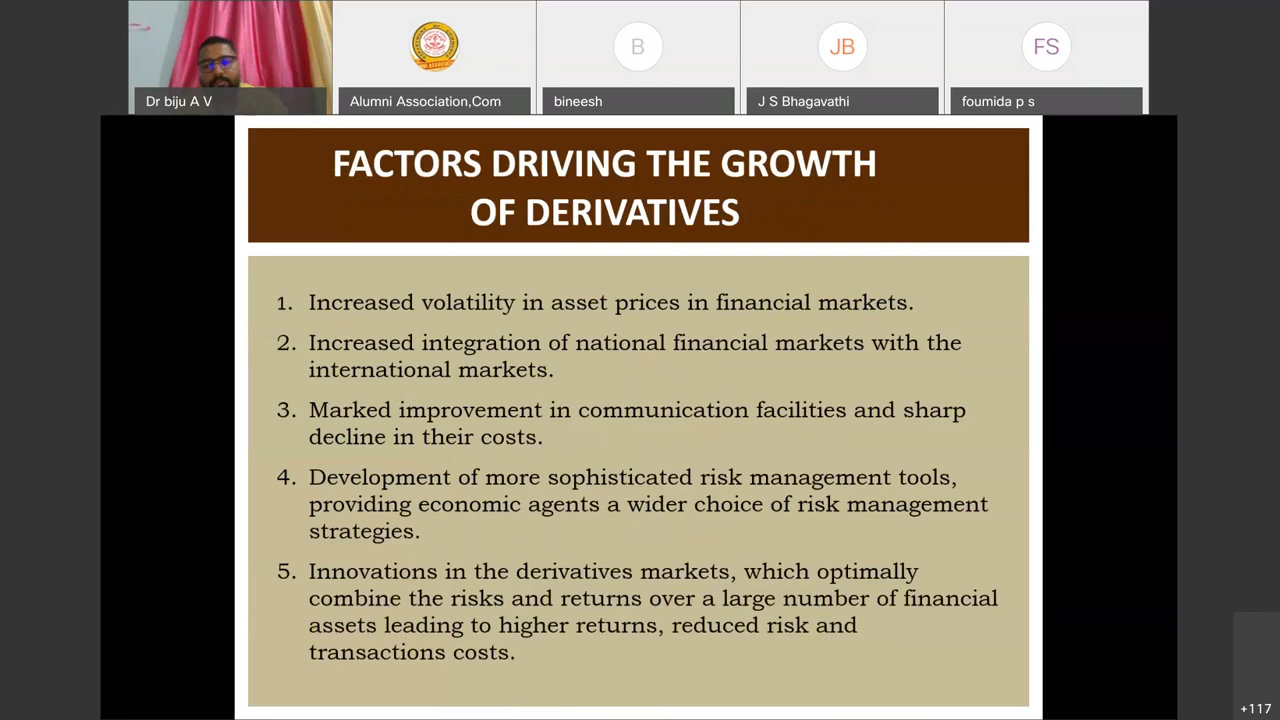 Dr biju A V
Alumni Association,Com
B
bineesh
JB
J S Bhagavathi
FS
foumida p s
FACTORS DRIVING THE GROWTH
OF DERIVATIVES
1. Increased volatility in asset prices in financial markets.
2. Increased integration of national financial markets with the
international markets.
3. Marked improvement in communication facilities and sharp
decline in their costs.
4. Development of more sophisticated risk management tools,
providing economic agents a wider choice of risk management
strategies.
5. Innovations in the derivatives markets, which optimally
combine the risks and returns over a large number of financial
assets leading to higher returns, reduced risk and
transactions costs.
+117